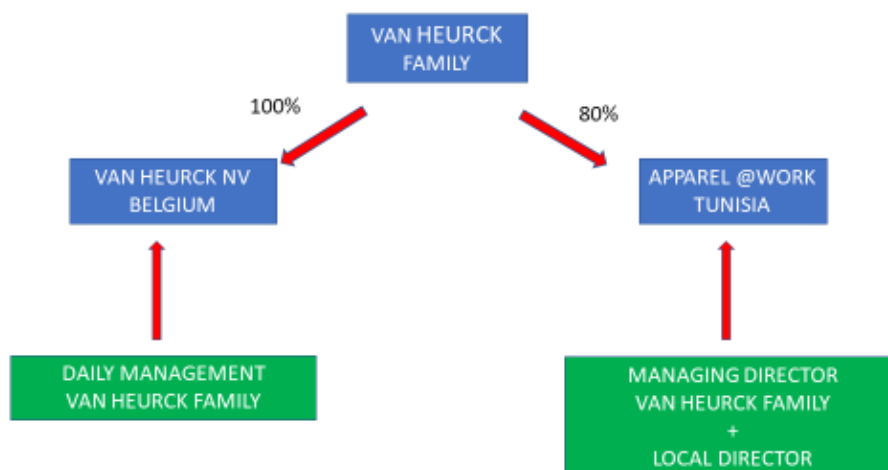 VAN HEURCK
FAMILY
100%
80%
VAN HEURCK NV
BELGIUM
APPAREL @WORK
TUNISIA
DAILY MANAGEMENT
VAN HEURCK FAMILY
MANAGING DIRECTOR
VAN HEURCK FAMILY
+
LOCAL DIRECTOR